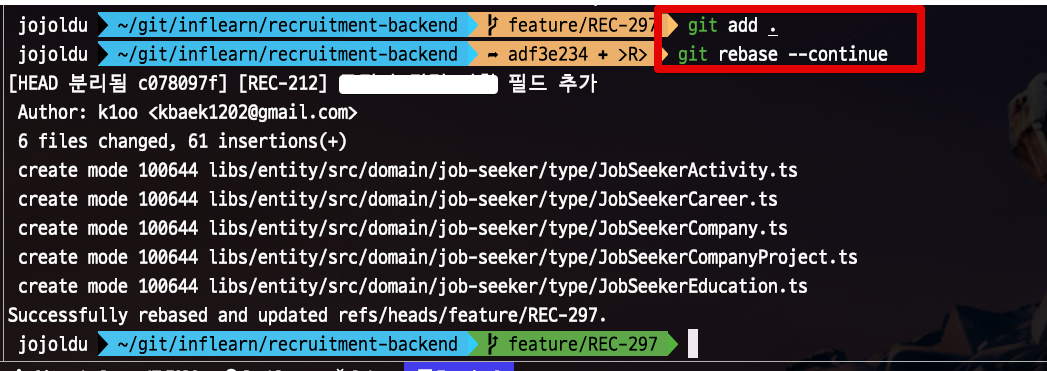 jojoldu ~/git/inflearn/recruitment-backend feature/REC-297 git add .
jojoldu ~/git/inflearn/recruitment-backend → adf3e234 + >R> git rebase --continue
[HEAD 분리됨 c078097f] [REC-212] 필드 추가
Author: k1oo <kbaek1202@gmail.com>
6 files changed, 61 insertions(+)
create mode 100644 libs/entity/src/domain/job-seeker/type/JobSeekerActivity.ts
create mode 100644 libs/entity/src/domain/job-seeker/type/JobSeekerCareer.ts
create mode 100644 libs/entity/src/domain/job-seeker/type/JobSeekerCompany.ts
create mode 100644 libs/entity/src/domain/job-seeker/type/JobSeekerCompanyProject.ts
create mode 100644 libs/entity/src/domain/job-seeker/type/JobSeekerEducation.ts
Successfully rebased and updated refs/heads/feature/REC-297.
jojoldu ~/git/inflearn/recruitment-backend feature/REC-297